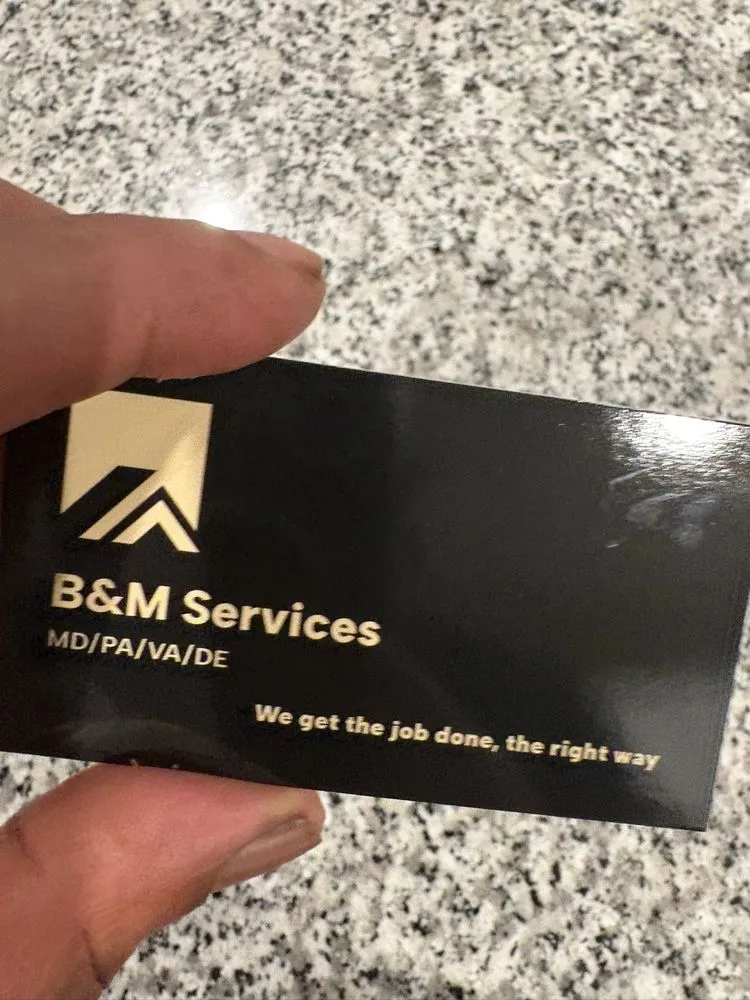 B&M Services
MD/PA/VA/DE
We get the job done, the right way